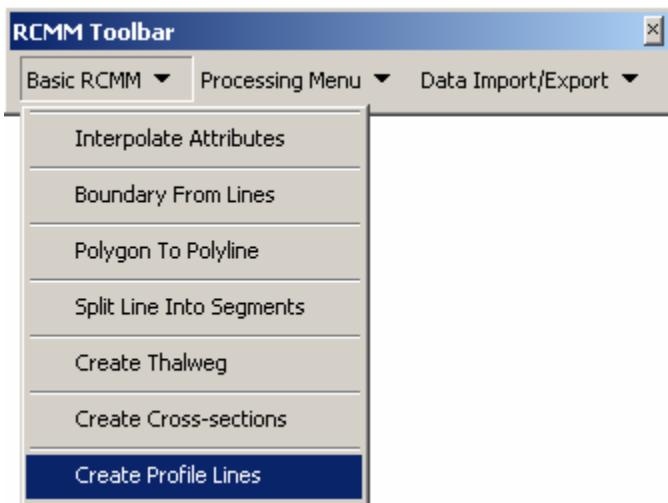 RCMM Toolbar
Basic RCMM Processing Menu Data Import/Export
Interpolate Attributes
Boundary From Lines
Polygon To Polyline
Split Line Into Segments
Create Thalweg
Create Cross-sections
Create Profile Lines